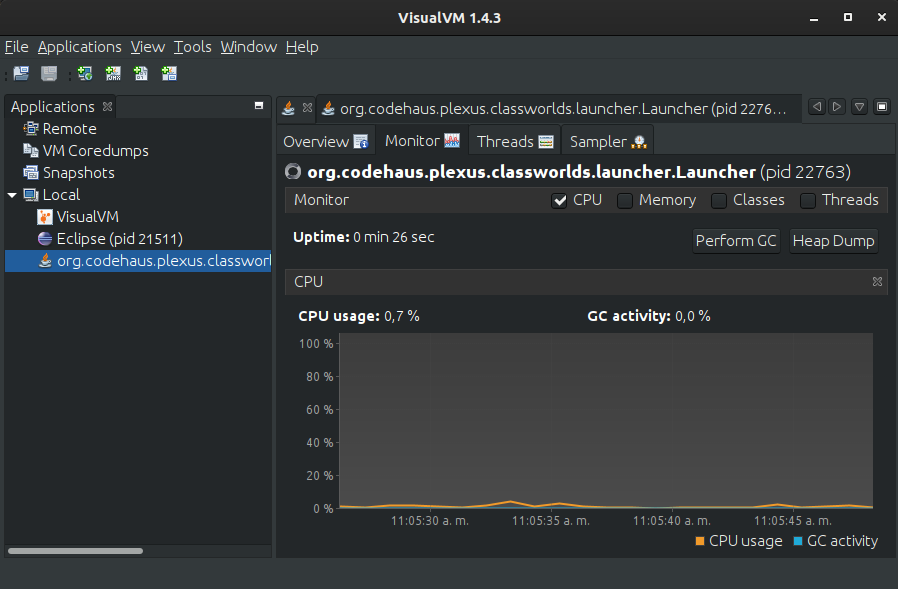 VisualVM 1.4.3
File Applications View Tools Window Help
Applications
Remote
VM Coredumps
Snapshots
Local
VisualVM
Eclipse (pid 21511)
org.codehaus.plexus.classworl
org.codehaus.plexus.classworlds.launcher.Launcher (pid 2276...
Overview Monitor Threads Sampler
org.codehaus.plexus.classworlds.launcher.Launcher (pid 22763)
Monitor CPU Memory Classes Threads
Uptime: 0 min 26 sec Perform GC Heap Dump
CPU
CPU usage: 0,7 % GC activity: 0,0 %
100 %
80 %
60 %
40 %
20 %
0 %
11:05:30 a. m. 11:05:35 a. m. 11:05:40 a. m. 11:05:45 a. m.
CPU usage GC activity